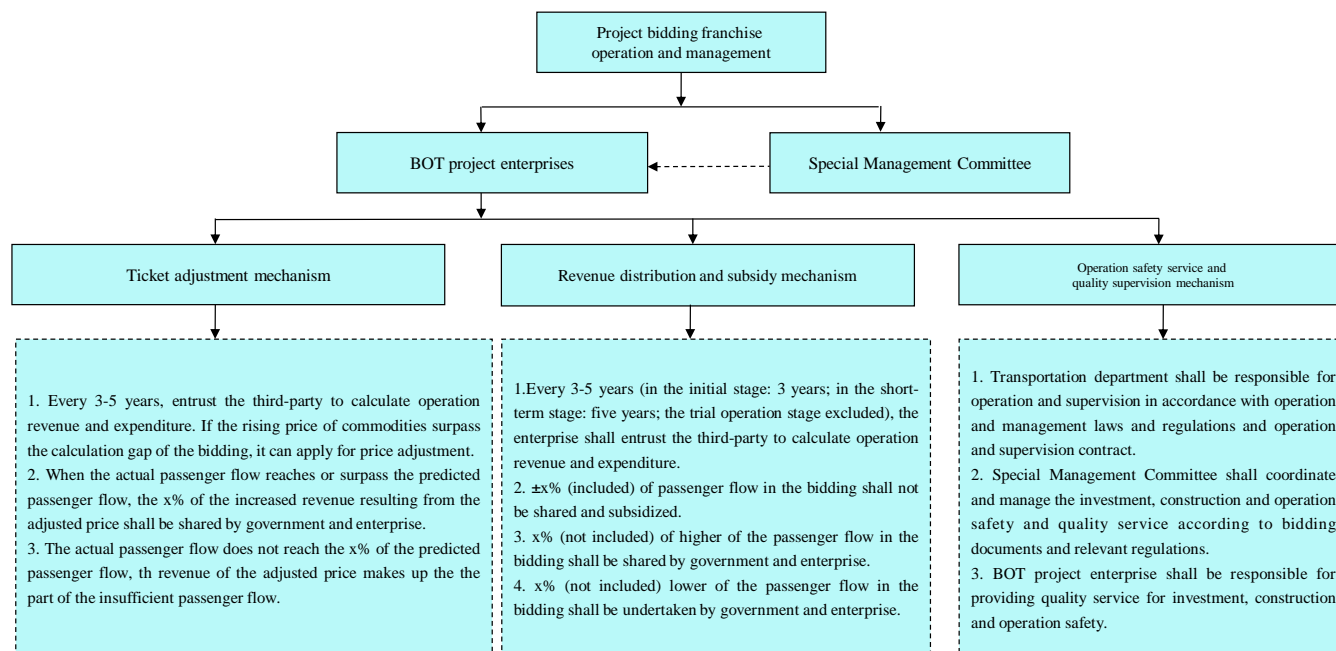 Project bidding franchise
operation and management
BOT project enterprises
Special Management Committee
Ticket adjustment mechanism
Revenue distribution and subsidy mechanism
Operation safety service and
quality supervision mechanism
1. Every 3-5 years, entrust the third-party to calculate operation
revenue and expenditure. If the rising price of commodities surpass
the calculation gap of the bidding, it can apply for price adjustment.
2. When the actual passenger flow reaches or surpass the predicted
passenger flow, the x% of the increased revenue resulting from the
adjusted price shall be shared by government and enterprise.
3. The actual passenger flow does not reach the x% of the predicted
passenger flow, th revenue of the adjusted price makes up the the
part of the insufficient passenger flow.
1.Every 3-5 years (in the initial stage: 3 years; in the short-
term stage: five years; the trial operation stage excluded), the
enterprise shall entrust the third-party to calculate operation
revenue and expenditure.
2. ±x% (included) of passenger flow in the bidding shall not
be shared and subsidized.
3. x% (not included) of higher of the passenger flow in the
bidding shall be shared by government and enterprise.
4. x% (not included) lower of the passenger flow in the
bidding shall be undertaken by government and enterprise.
1. Transportation department shall be responsible for
operation and supervision in accordance with operation
and management laws and regulations and operation
and supervision contract.
2. Special Management Committee shall coordinate
and manage the investment, construction and operation
safety and quality service according to bidding
documents and relevant regulations.
3. BOT project enterprise shall be responsible for
providing quality service for investment, construction
and operation safety.